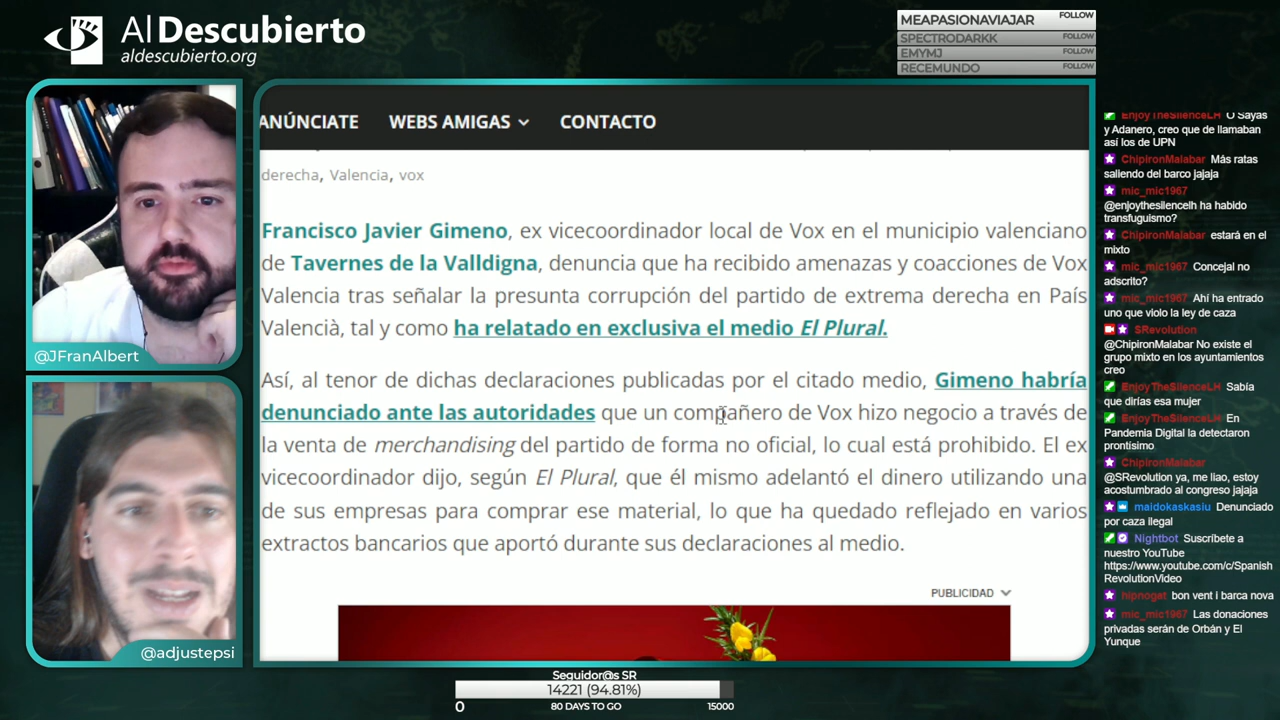 Al Descubierto
aldescubierto.org
MEAPASIONAVIAJAR FOLLOW
SPECTRODARKK FOLLOW
EMYMJ FOLLOW
RECEMUNDO FOLLOW
@JFranAlbert
@adjustepsi
ANÚNCIATE WEBS AMIGAS CONTACTO
derecha, Valencia, vox
Francisco Javier Gimeno, ex vicecoordinador local de Vox en el municipio valenciano
de Tavernes de la Valldigna, denuncia que ha recibido amenazas y coacciones de Vox
Valencia tras señalar la presunta corrupción del partido de extrema derecha en País
Valencià, tal y como ha relatado en exclusiva el medio El Plural.
Así, al tenor de dichas declaraciones publicadas por el citado medio, Gimeno habría
denunciado ante las autoridades que un compañero de Vox hizo negocio a través de
la venta de merchandising del partido de forma no oficial, lo cual está prohibido. El ex
vicecoordinador dijo, según El Plural, que él mismo adelantó el dinero utilizando una
de sus empresas para comprar ese material, lo que ha quedado reflejado en varios
extractos bancarios que aportó durante sus declaraciones al medio.
PUBLICIDAD
EnjoyTheSilenceLH O Sayas
y Adanero, creo que de llamaban
así los de UPN
ChipironMalabar Más ratas
saliendo del barco jajaja
mic_mic1967
@enjoythesilencelh ha habido
transfuguismo?
ChipironMalabar estará en el
mixto
mic_mic1967 Concejal no
adscrito?
mic_mic1967 Ahí ha entrado
uno que violo la ley de caza
SRevolution
@ChipironMalabar No existe el
grupo mixto en los ayuntamientos
creo
EnjoyTheSilenceLH Sabía
que dirías esa mujer
EnjoyTheSilenceLH En
Pandemia Digital la detectaron
prontísimo
ChipironMalabar
@SRevolution ya, me liao, estoy
acostumbrado al congreso jajaja
maidokaskasiu Denunciado
por caza ilegal
Nightbot Suscríbete a
nuestro YouTube
https://www.youtube.com/c/Spanish
RevolutionVideo
hipnogat bon vent i barca nova
mic_mic1967 Las donaciones
privadas serán de Orbán y El
Yunque
Seguidor@s SR
14221 (94.81%)
0 80 DAYS TO GO 15000